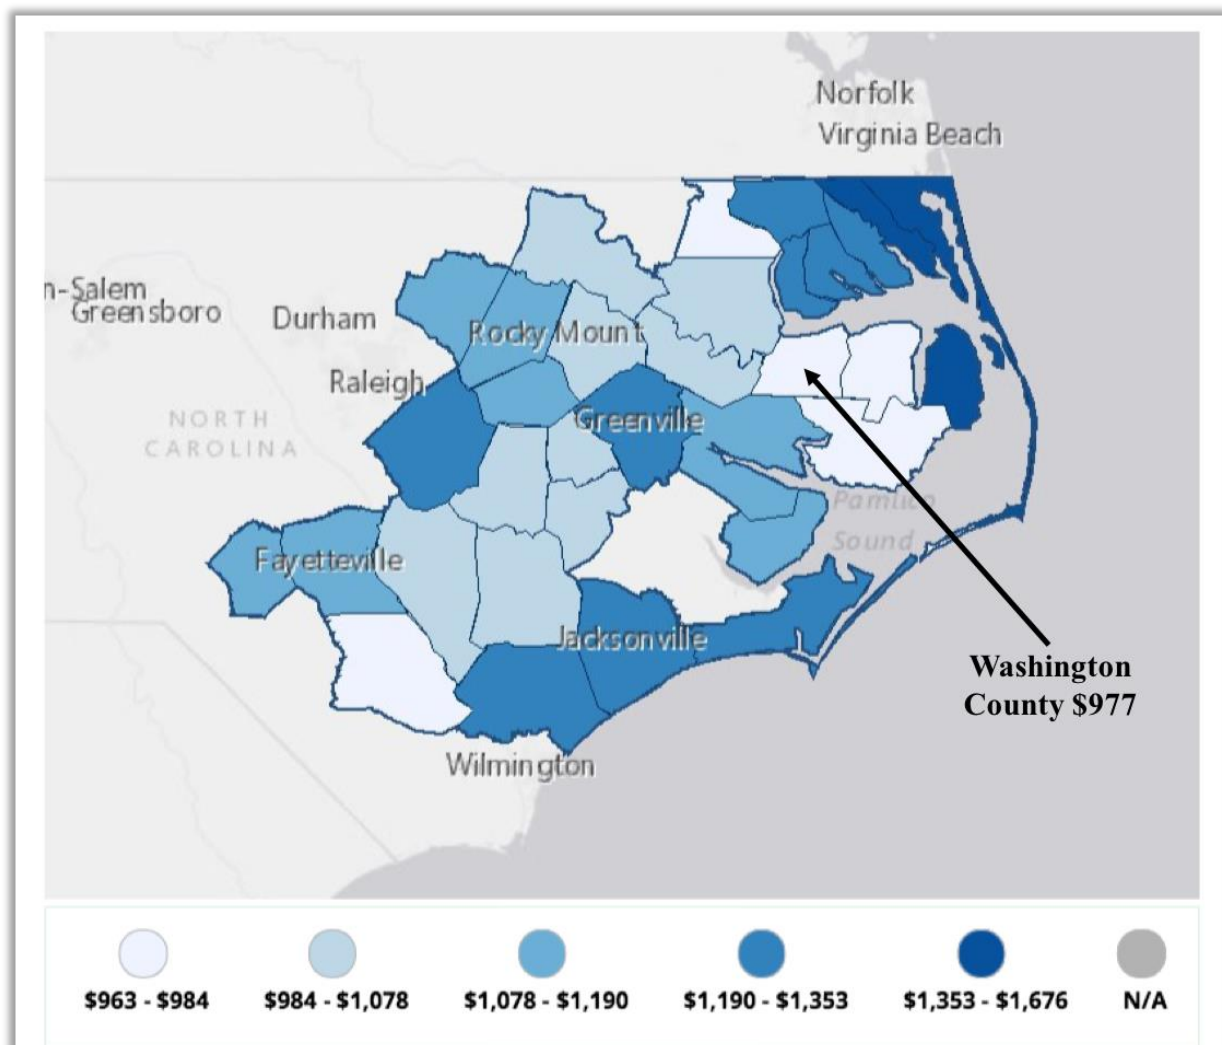 Norfolk
Virginia Beach
n-Salem
Greensboro
Durham
Rocky Mount
Raleigh
NORTH
CAROLINA
Greenville
Pamlico
Sound
Fayetteville
Jacksonville
Washington
County $977
Wilmington
$963 - $984
$984 - $1,078
$1,078 - $1,190
$1,190 - $1,353
$1,353 - $1,676
N/A